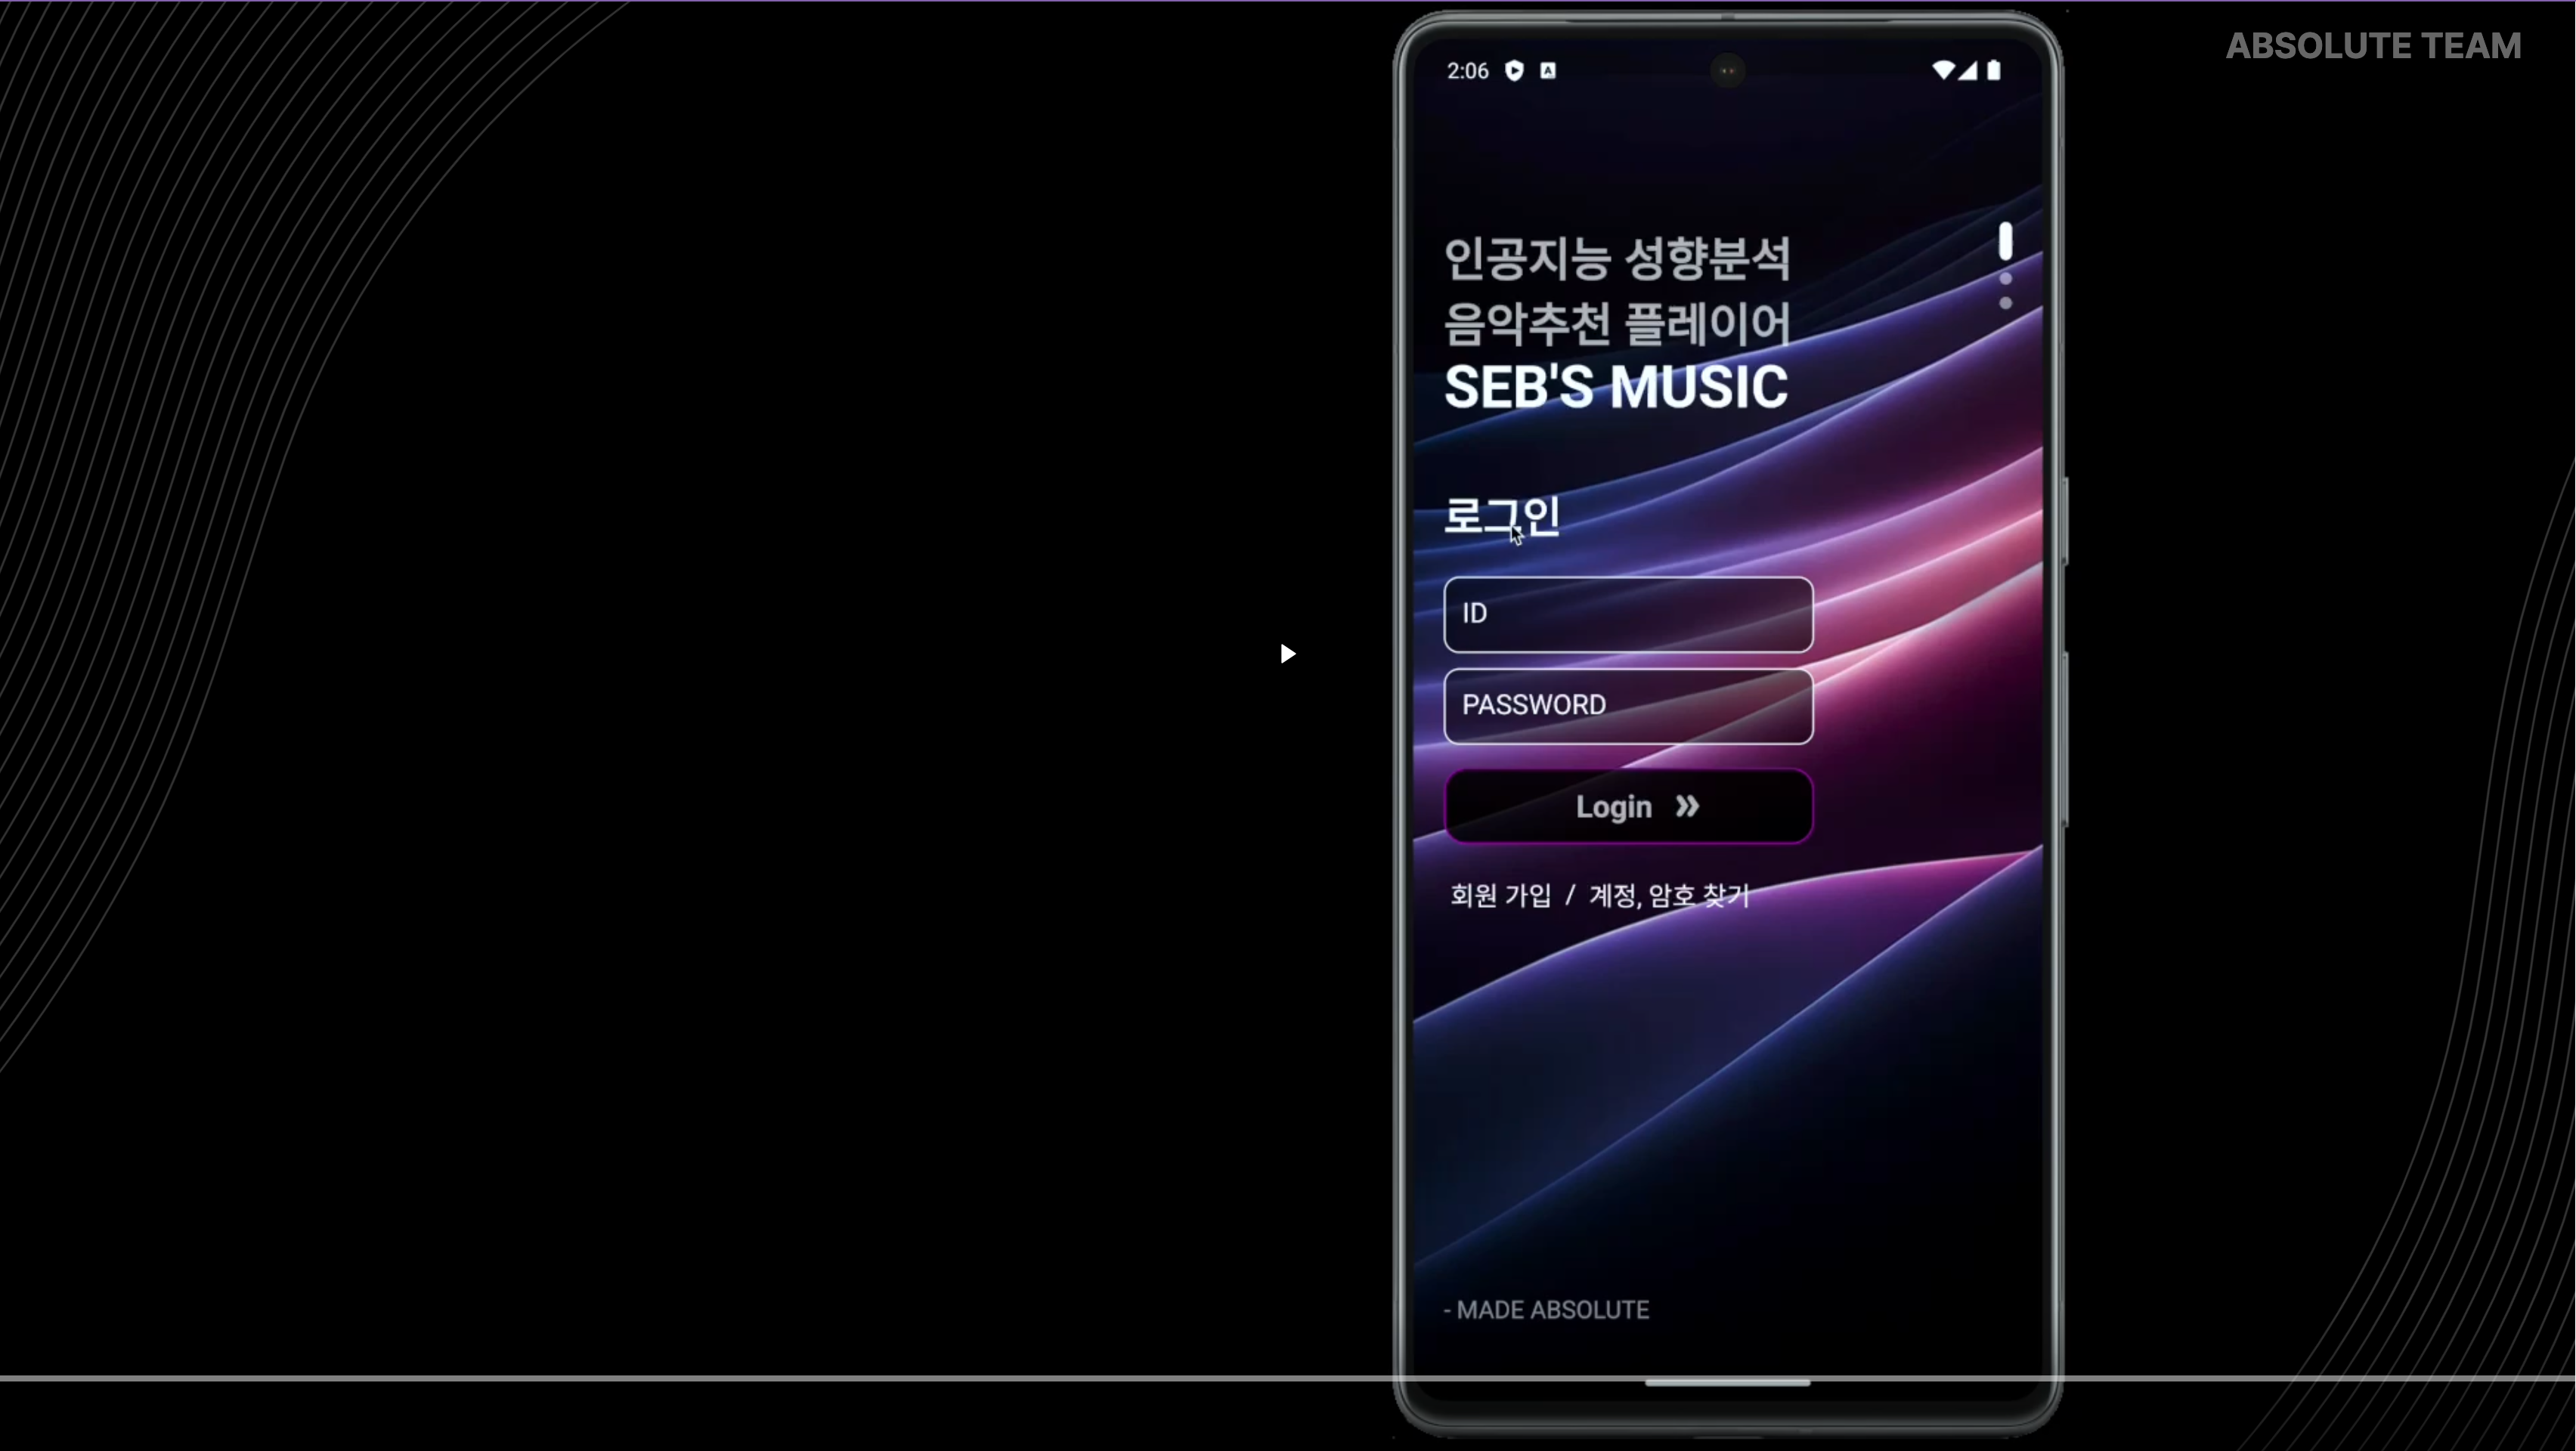 ABSOLUTE TEAM
2:06
인공지능 성향분석
음악추천 플레이어
SEB'S MUSIC
로그인
ID
PASSWORD
Login »
회원 가입 / 계정, 암호 찾기
- MADE ABSOLUTE